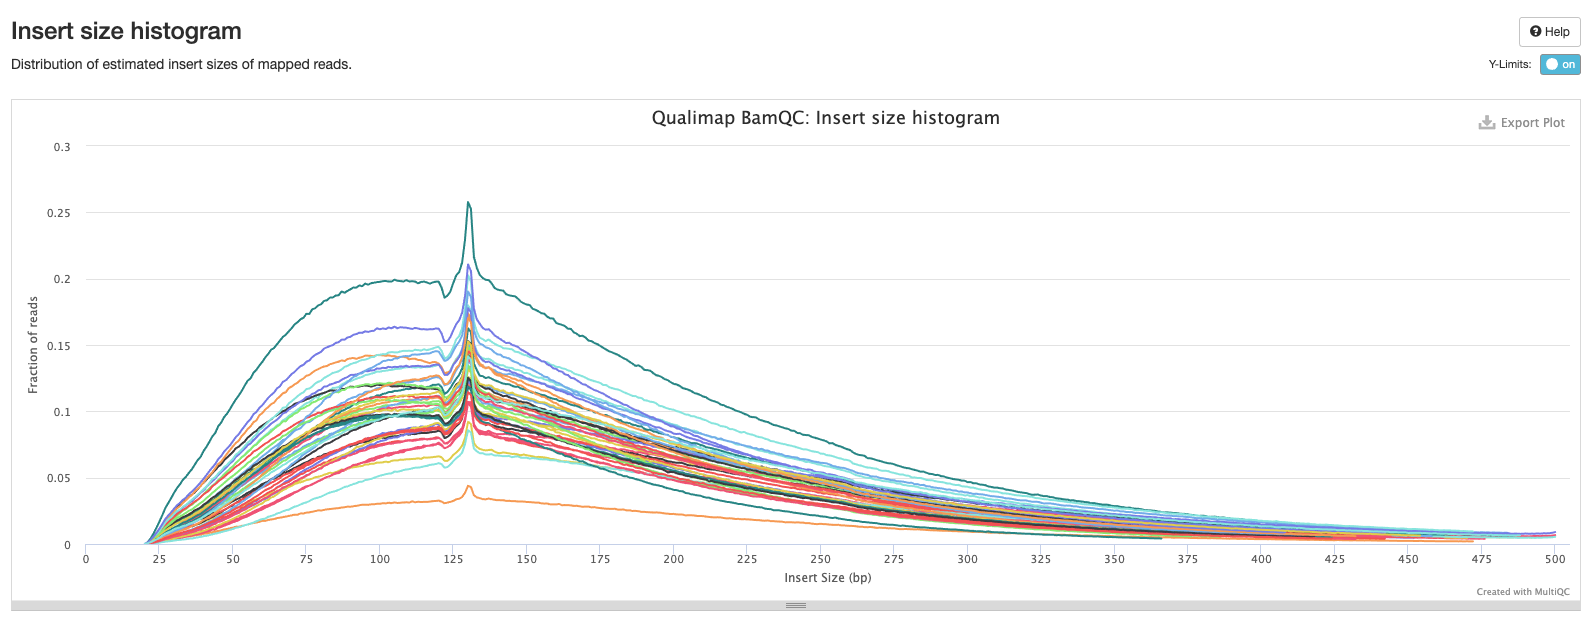 Insert size histogram
Help
Distribution of estimated insert sizes of mapped reads.
Y-Limits: on
Qualimap BamQC: Insert size histogram
Export Plot
Fraction of reads
0.3
0.25
0.2
0.15
0.1
0.05
0
0 25 50 75 100 125 150 175 200 225 250 275 300 325 350 375 400 425 450 475 500
Insert Size (bp)
Created with MultiQC